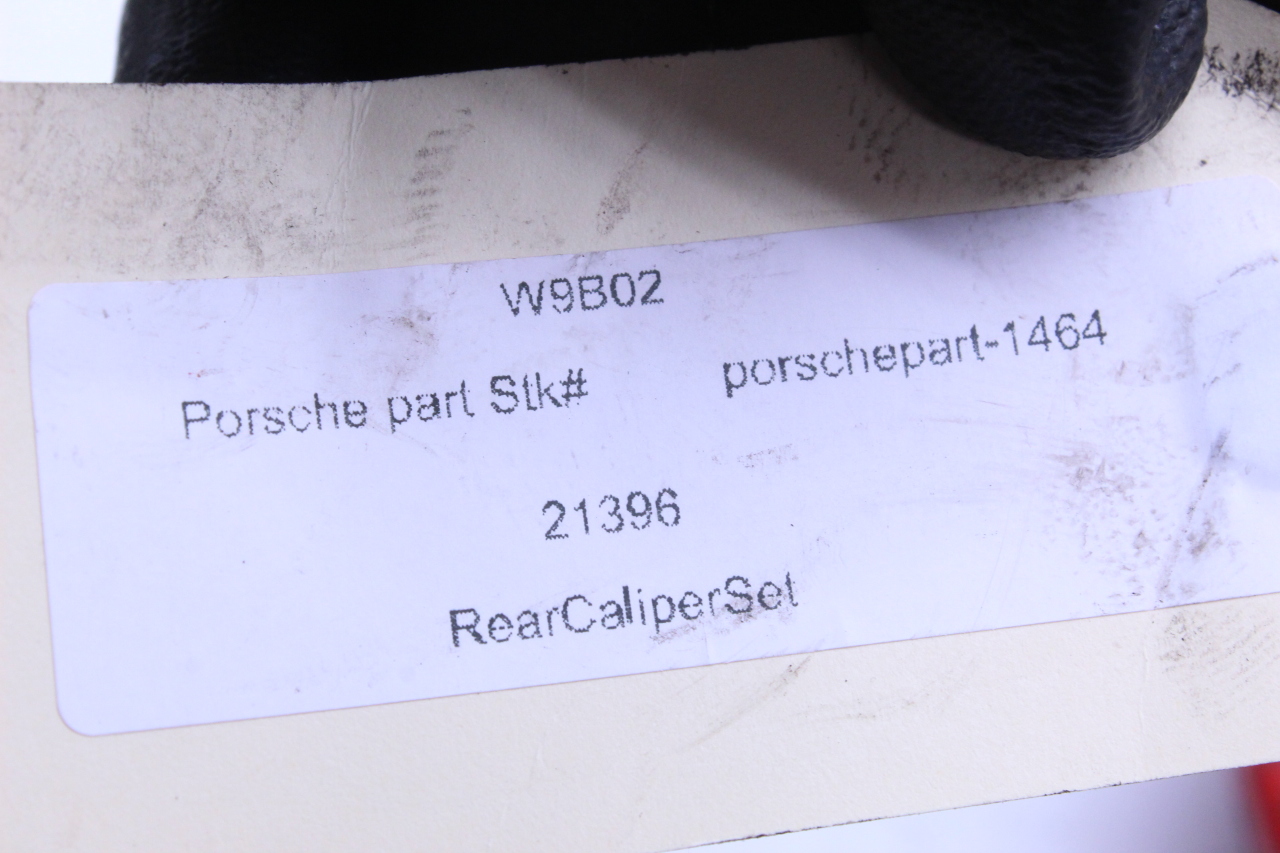 W9B02
Porsche part Stk# porschepart-1464
21396
RearCaliperSet